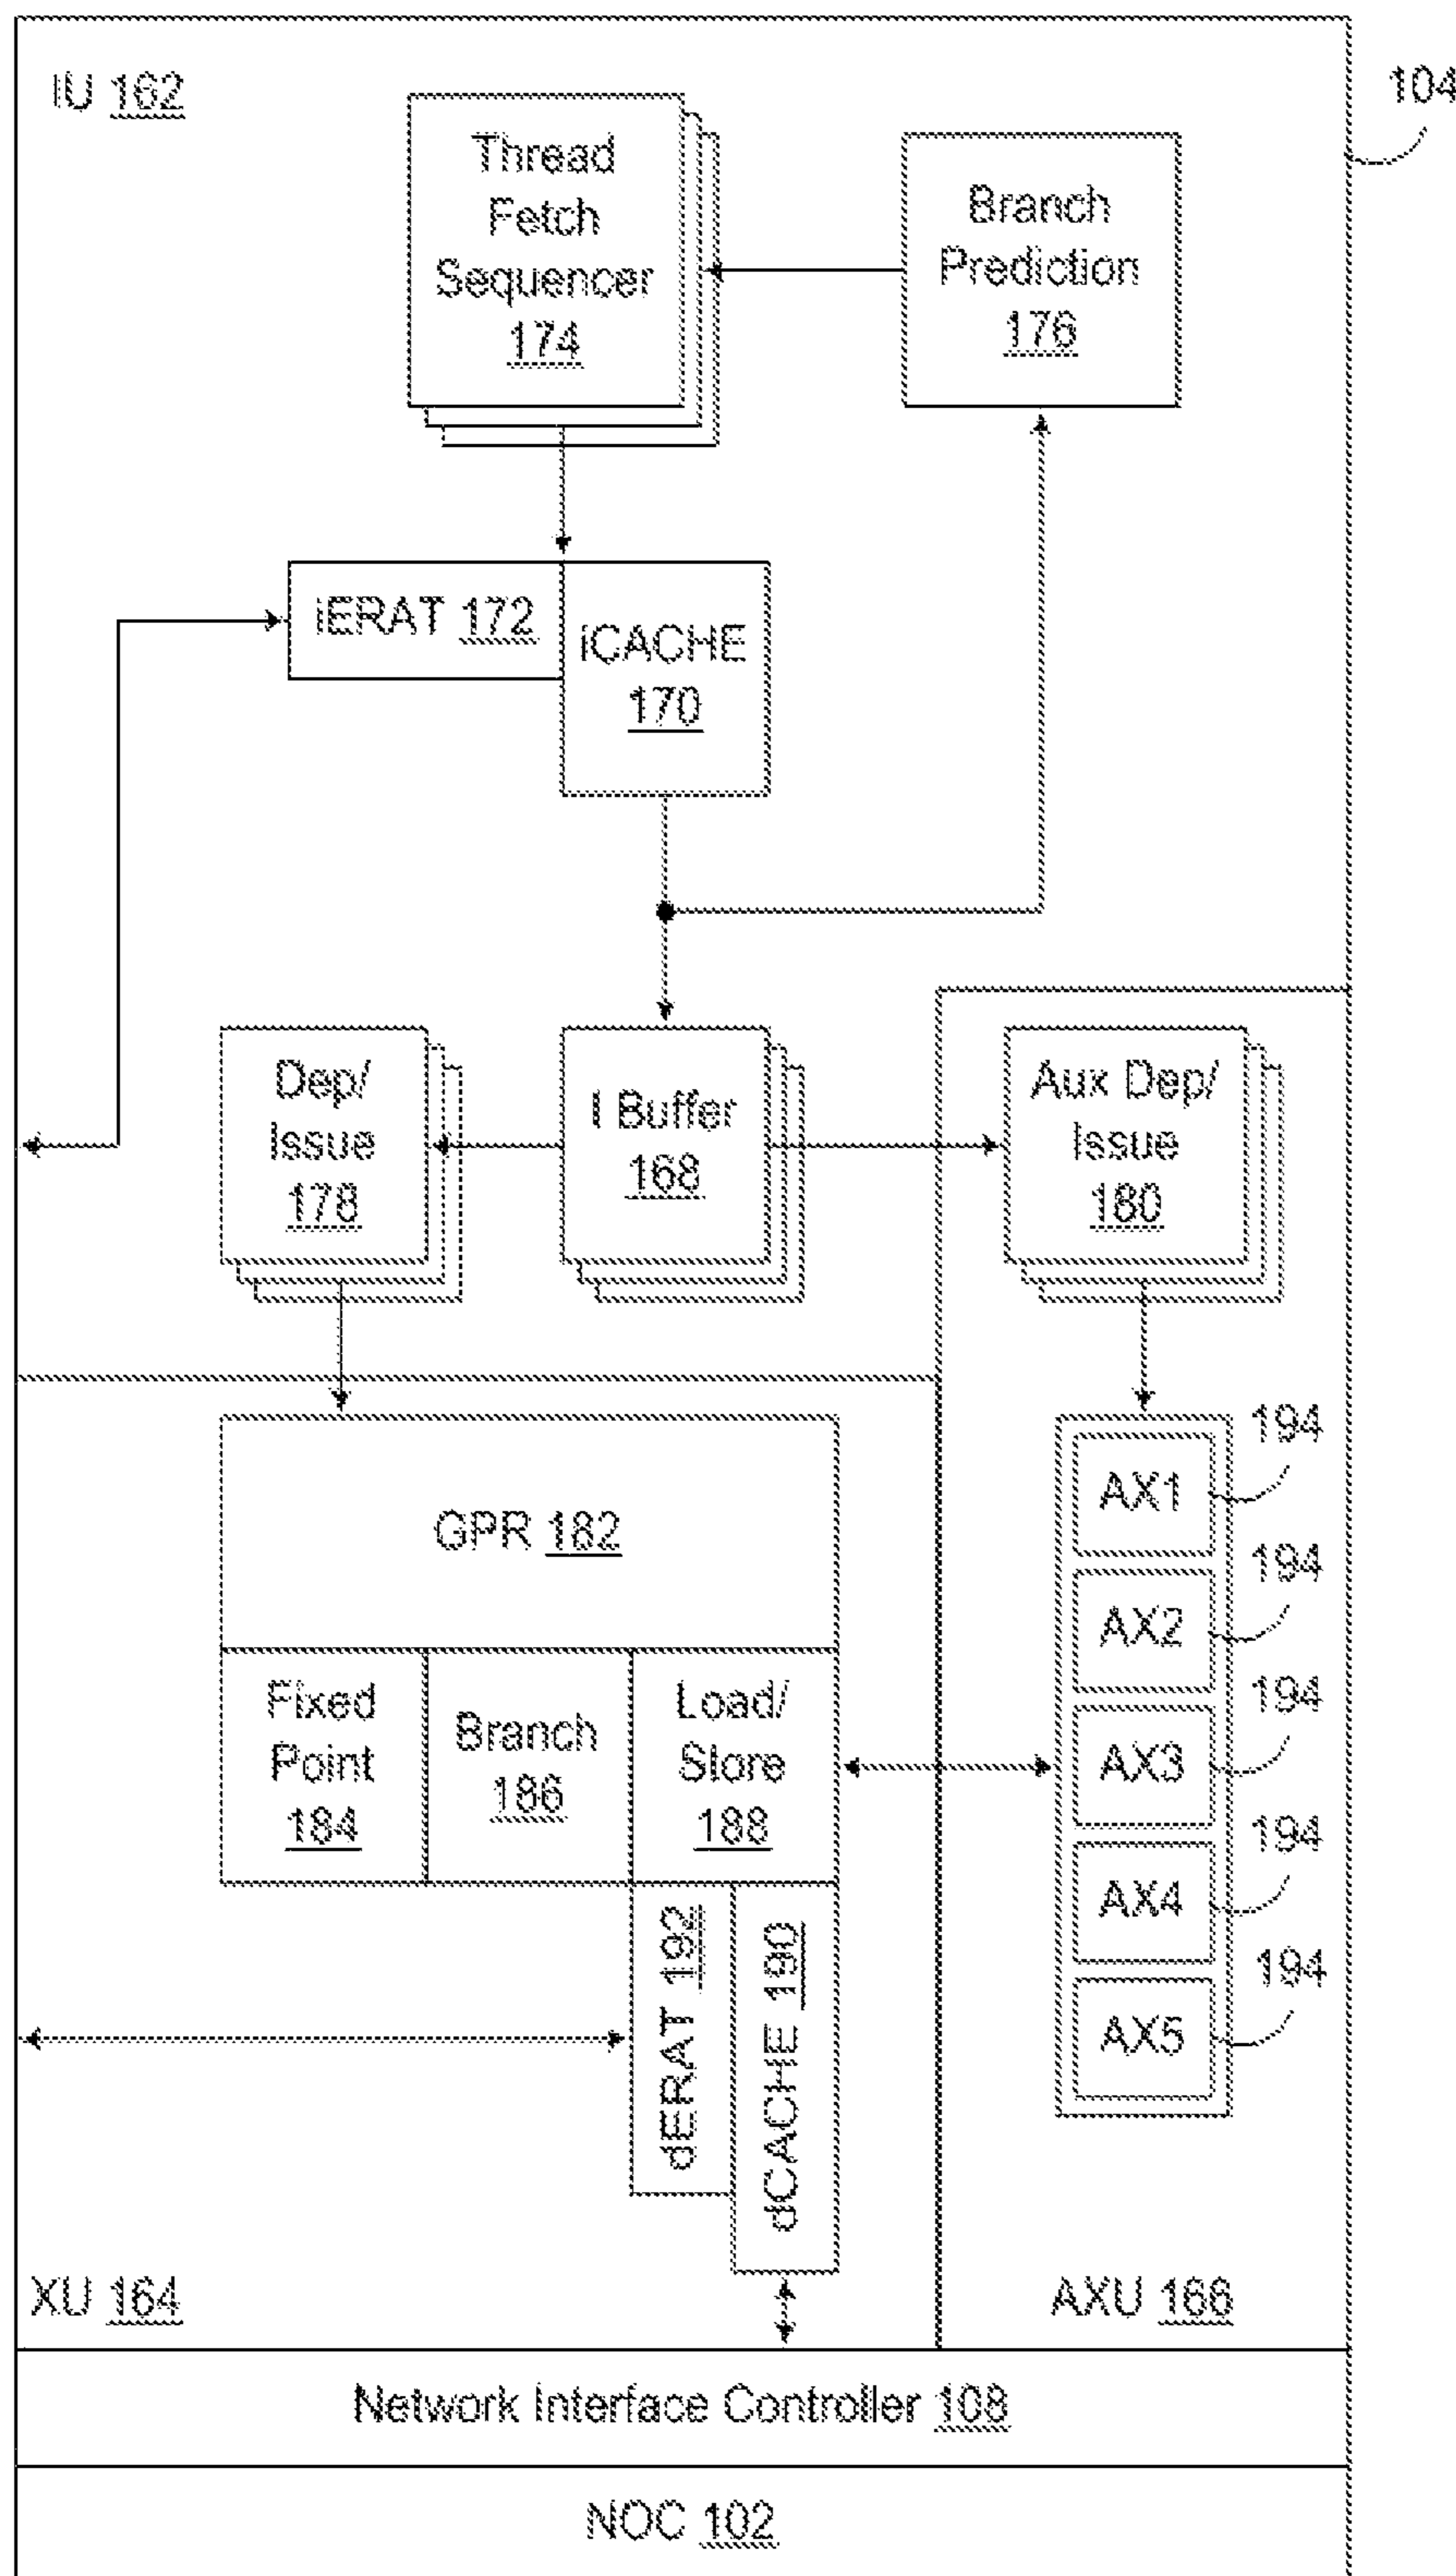 IU 162
104
Thread
Fetch
Sequencer
174
Branch
Prediction
176
iERAT 172
iCACHE
170
Dep/
Issue
178
I Buffer
168
Aux Dep/
Issue
180
GPR 182
Fixed
Point
184
Branch
186
Load/
Store
188
dERAT 192
dCACHE 190
AX1
194
AX2
194
AX3
194
AX4
194
AX5
194
XU 164
AXU 166
Network Interface Controller 108
NOC 102